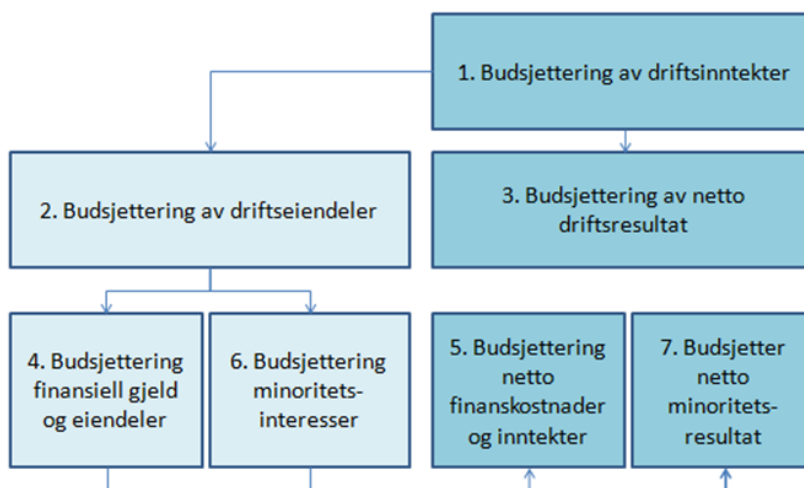 1. Budsjettering av driftsinntekter
2. Budsjettering av driftseiendeler
3. Budsjettering av netto
driftsresultat
4. Budsjettering
finansiell gjeld
og eiendeler
6. Budsjettering
minoritets-
interesser
5. Budsjettering
netto
finanskostnader
og inntekter
7. Budsjetter
netto
minoritets-
resultat